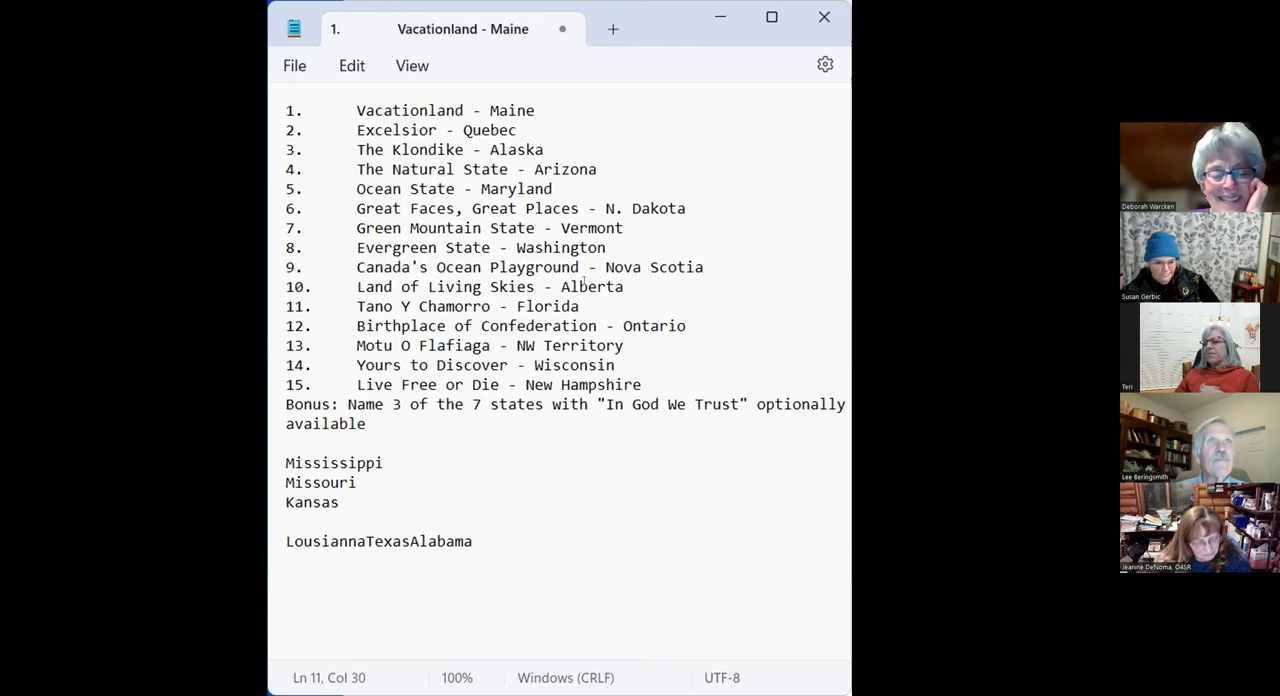 1. Vacationland - Maine
File Edit View
1. Vacationland - Maine
2. Excelsior - Quebec
3. The Klondike - Alaska
4. The Natural State - Arizona
5. Ocean State - Maryland
6. Great Faces, Great Places - N. Dakota
7. Green Mountain State - Vermont
8. Evergreen State - Washington
9. Canada's Ocean Playground - Nova Scotia
10. Land of Living Skies - Alberta
11. Tano Y Chamorro - Florida
12. Birthplace of Confederation - Ontario
13. Motu O Flafiaga - NW Territory
14. Yours to Discover - Wisconsin
15. Live Free or Die - New Hampshire
Bonus: Name 3 of the 7 states with "In God We Trust" optionally
available
Mississippi
Missouri
Kansas
LousiannaTexasAlabama
Ln 11, Col 30 100% Windows (CRLF) UTF-8
Deborah Warcken
Susan Gerbic
Teri
Lee Beringsmith
Jeanine DeNoma, O4SR